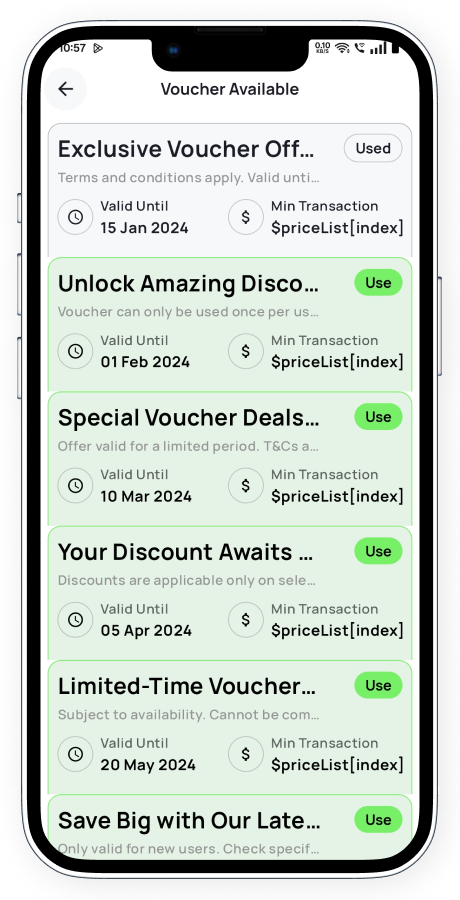 10:57
0.10
KB/S
Voucher Available
Exclusive Voucher Off...
Used
Terms and conditions apply. Valid unti...
Valid Until
Min Transaction
15 Jan 2024
$priceList[index]
Unlock Amazing Disco...
Use
Voucher can only be used once per us...
Valid Until
Min Transaction
01 Feb 2024
$priceList[index]
Special Voucher Deals...
Use
Offer valid for a limited period. T&Cs a...
Valid Until
Min Transaction
10 Mar 2024
$priceList[index]
Your Discount Awaits ...
Use
Discounts are applicable only on sele...
Valid Until
Min Transaction
05 Apr 2024
$priceList[index]
Limited-Time Voucher...
Use
Subject to availability. Cannot be com...
Valid Until
Min Transaction
20 May 2024
$priceList[index]
Save Big with Our Late...
Use
Only valid for new users. Check specif...